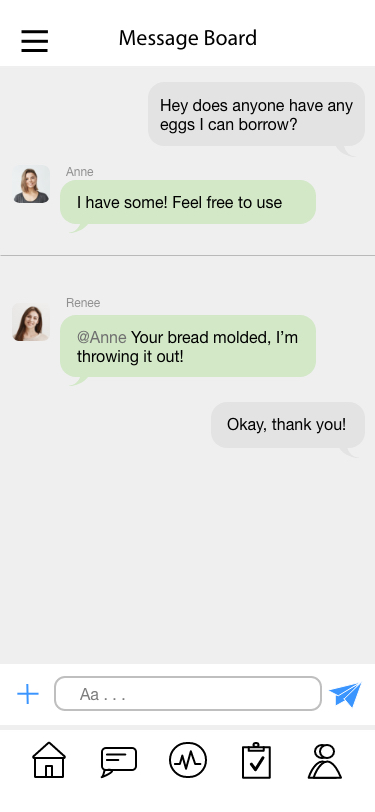 Message Board
Hey does anyone have any
eggs I can borrow?
Anne
I have some! Feel free to use
Renee
@Anne Your bread molded, I’m
throwing it out!
Okay, thank you!
Aa . . .